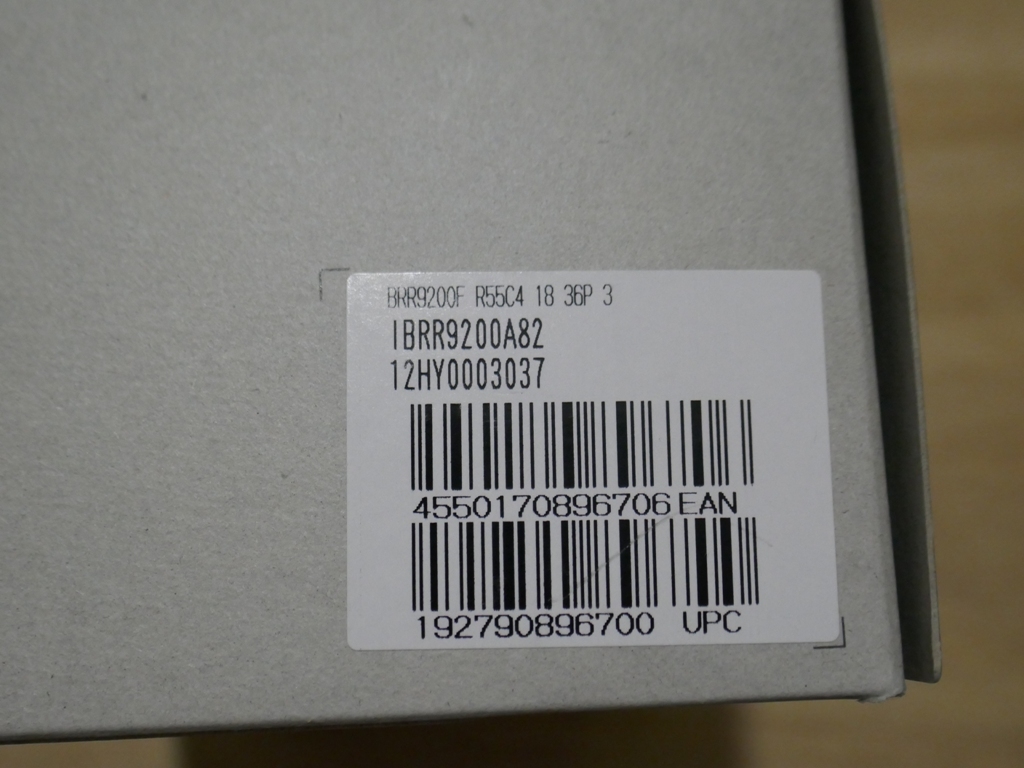 BRR9200F R55C4 18 36P 3
IBRR9200A82
12HY0003037
4550170896706 EAN
192790896700 UPC